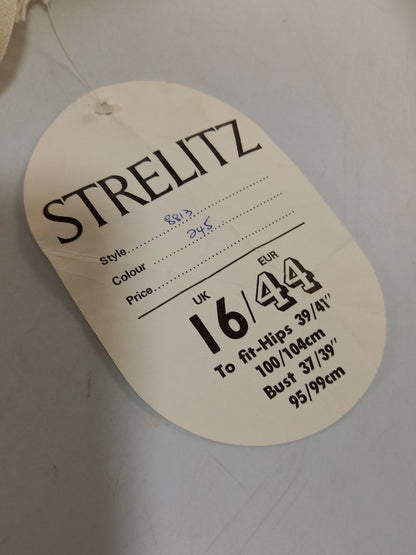 STRELITZ
Style 8813
Colour 245
Price
UK EUR
16/44
To fit-Hips 39/41"
100/104cm
Bust 37/39"
95/99cm